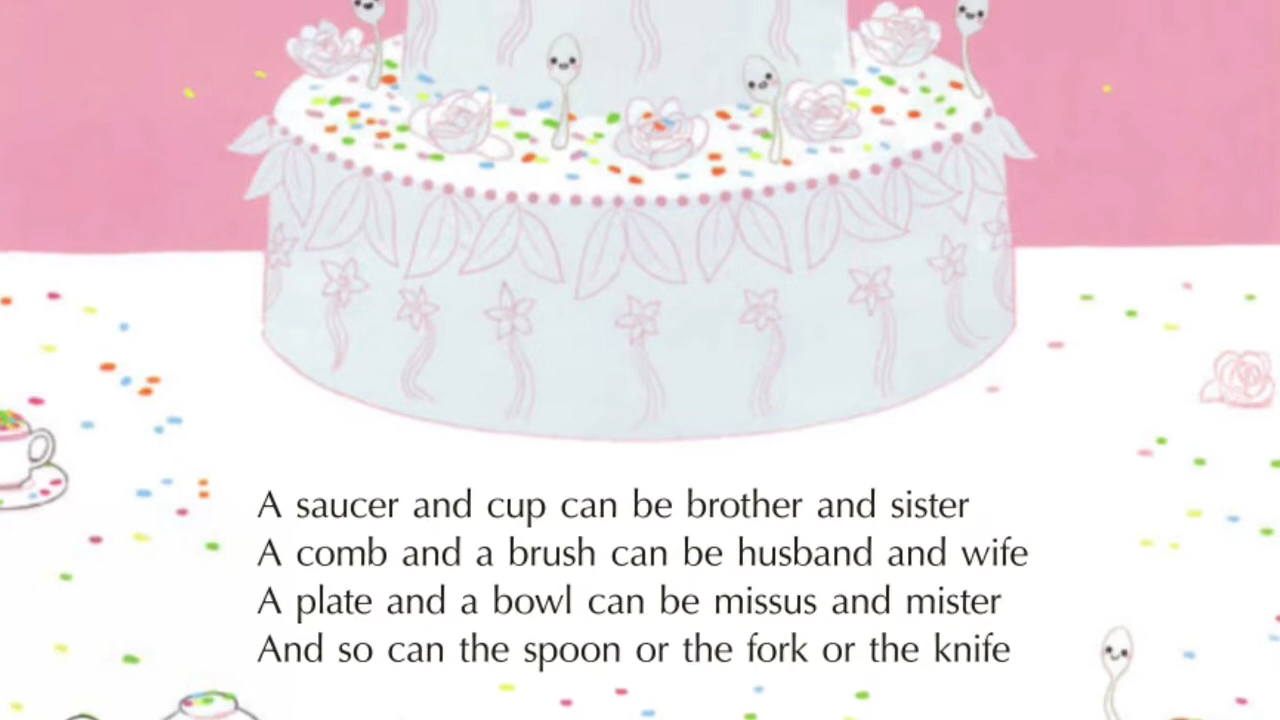 A saucer and cup can be brother and sister
A comb and a brush can be husband and wife
A plate and a bowl can be missus and mister
And so can the spoon or the fork or the knife